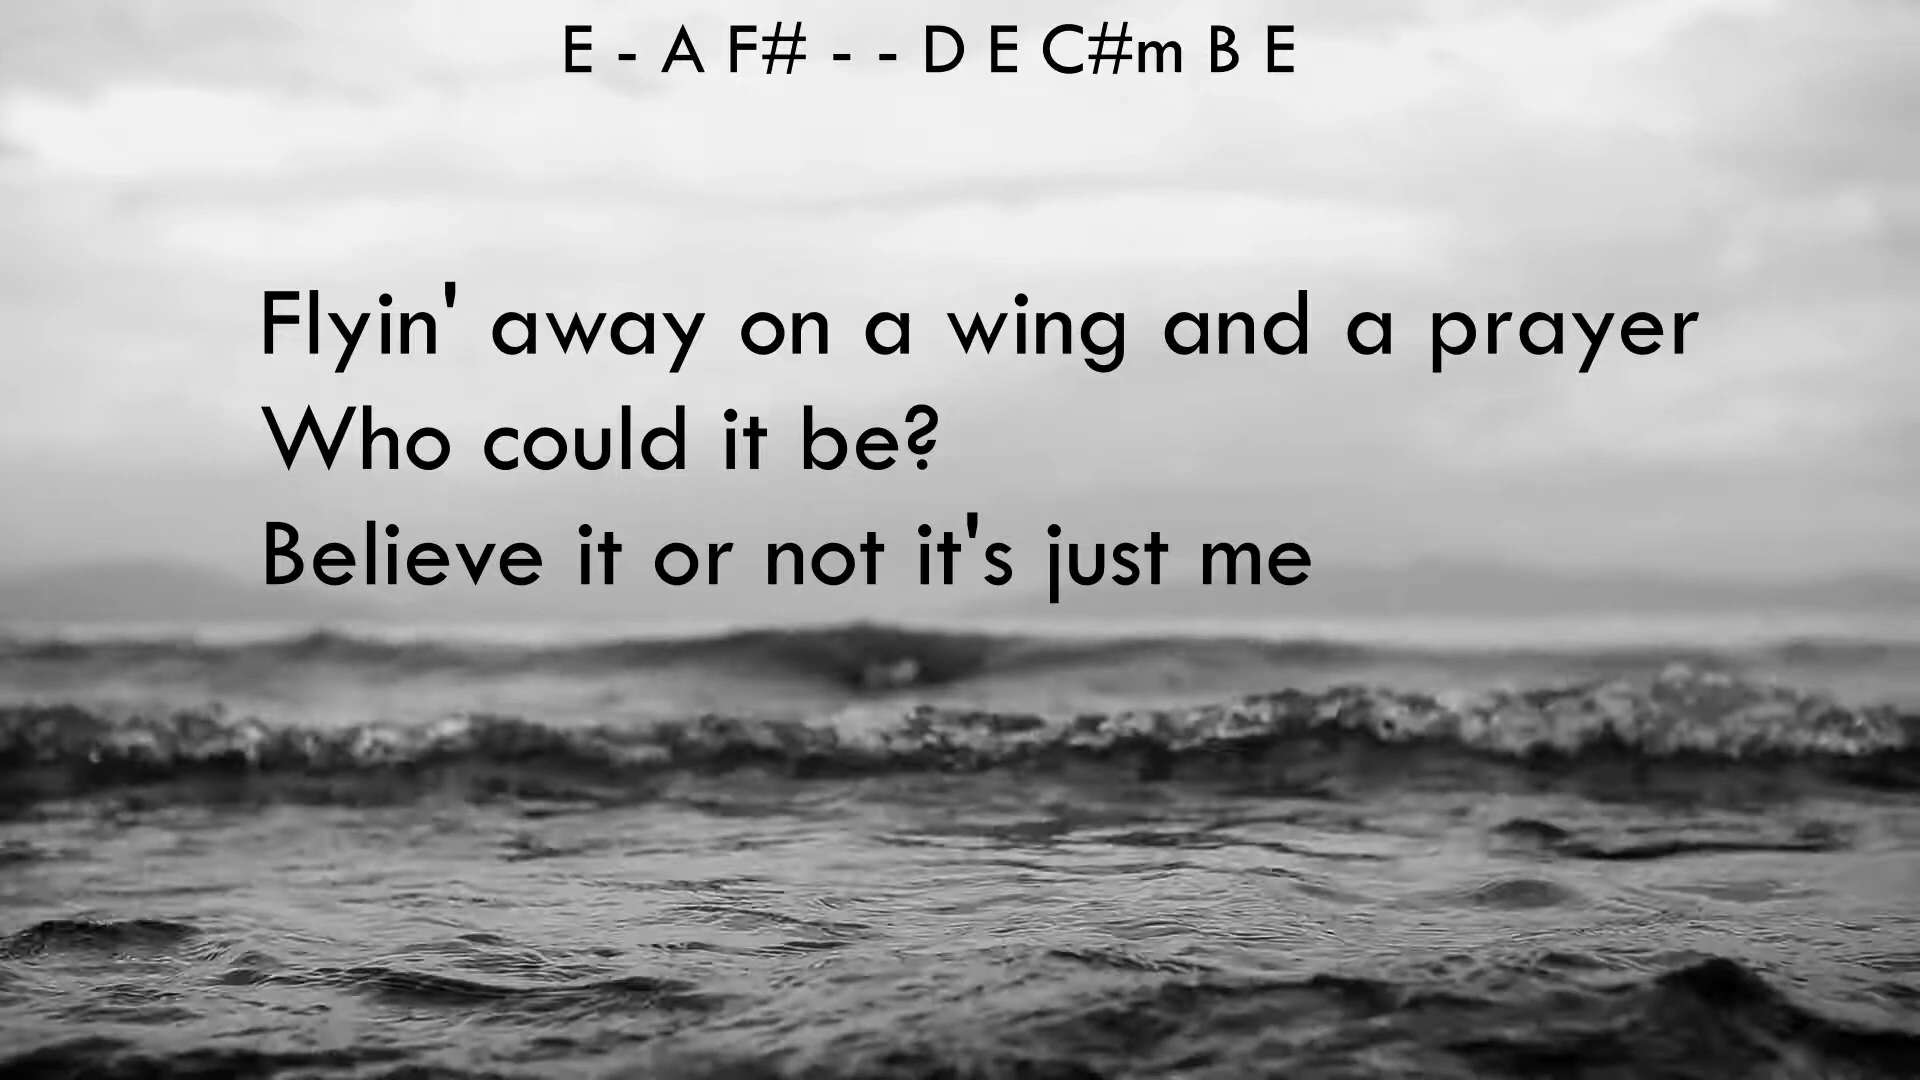 E - A F# - - D E C#m B E
Flyin' away on a wing and a prayer
Who could it be?
Believe it or not it's just me